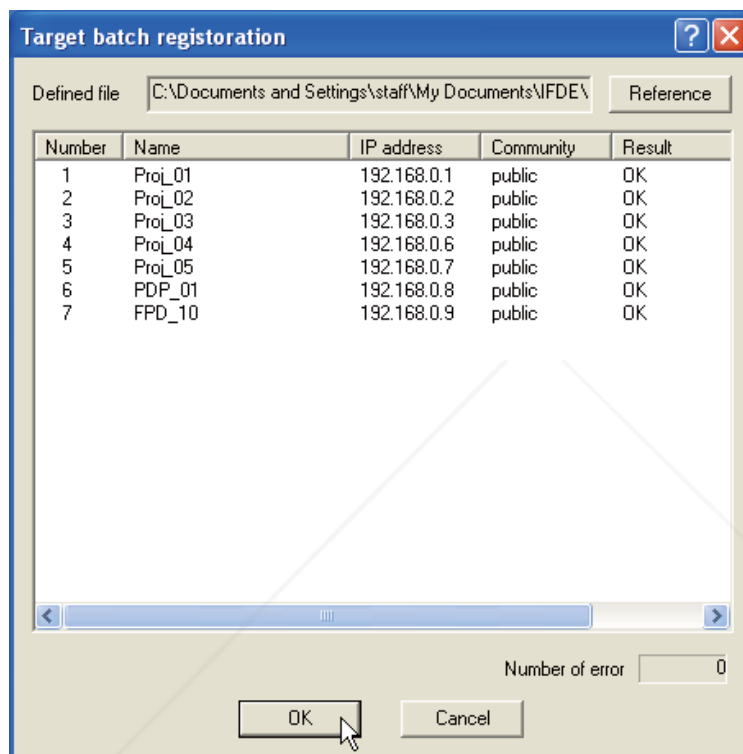 Target batch registoration
Defined file C:\Documents and Settings\staff\My Documents\IFDE\ Reference
Number Name IP address Community Result
1 Proj_01 192.168.0.1 public OK
2 Proj_02 192.168.0.2 public OK
3 Proj_03 192.168.0.3 public OK
4 Proj_04 192.168.0.6 public OK
5 Proj_05 192.168.0.7 public OK
6 PDP_01 192.168.0.8 public OK
7 FPD_10 192.168.0.9 public OK
Number of error 0
OK Cancel